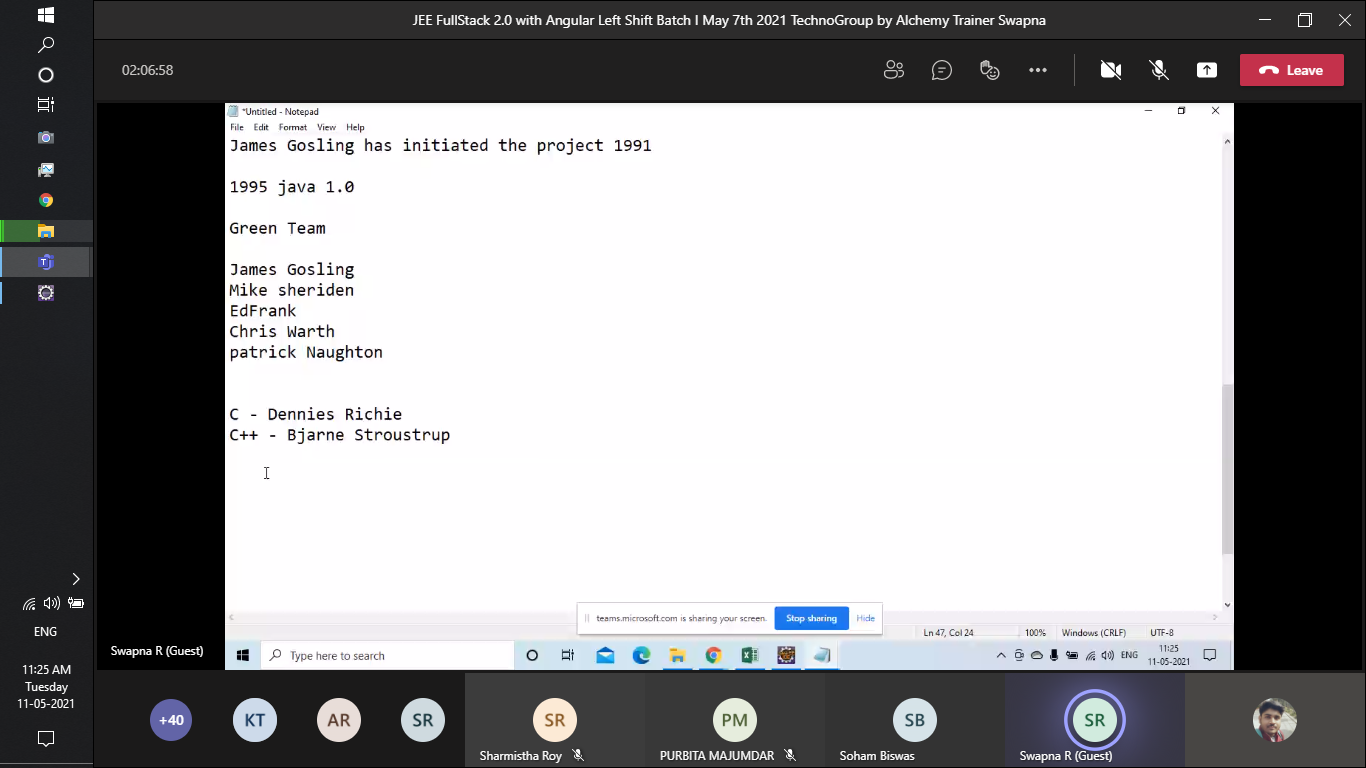 JEE FullStack 2.0 with Angular Left Shift Batch I May 7th 2021 TechnoGroup by Alchemy Trainer Swapna
02:06:58
Leave
*Untitled - Notepad
File Edit Format View Help
James Gosling has initiated the project 1991
1995 java 1.0
Green Team
James Gosling
Mike sheriden
EdFrank
Chris Warth
patrick Naughton
C - Dennies Richie
C++ - Bjarne Stroustrup
teams.microsoft.com is sharing your screen. Stop sharing Hide
Ln 47, Col 24 100% Windows (CRLF) UTF-8
Swapna R (Guest)
Type here to search
ENG
11:25
11-05-2021
ENG
11:25 AM
Tuesday
11-05-2021
+40
KT
AR
SR
SR
Sharmistha Roy
PM
PURBITA MAJUMDAR
SB
Soham Biswas
SR
Swapna R (Guest)